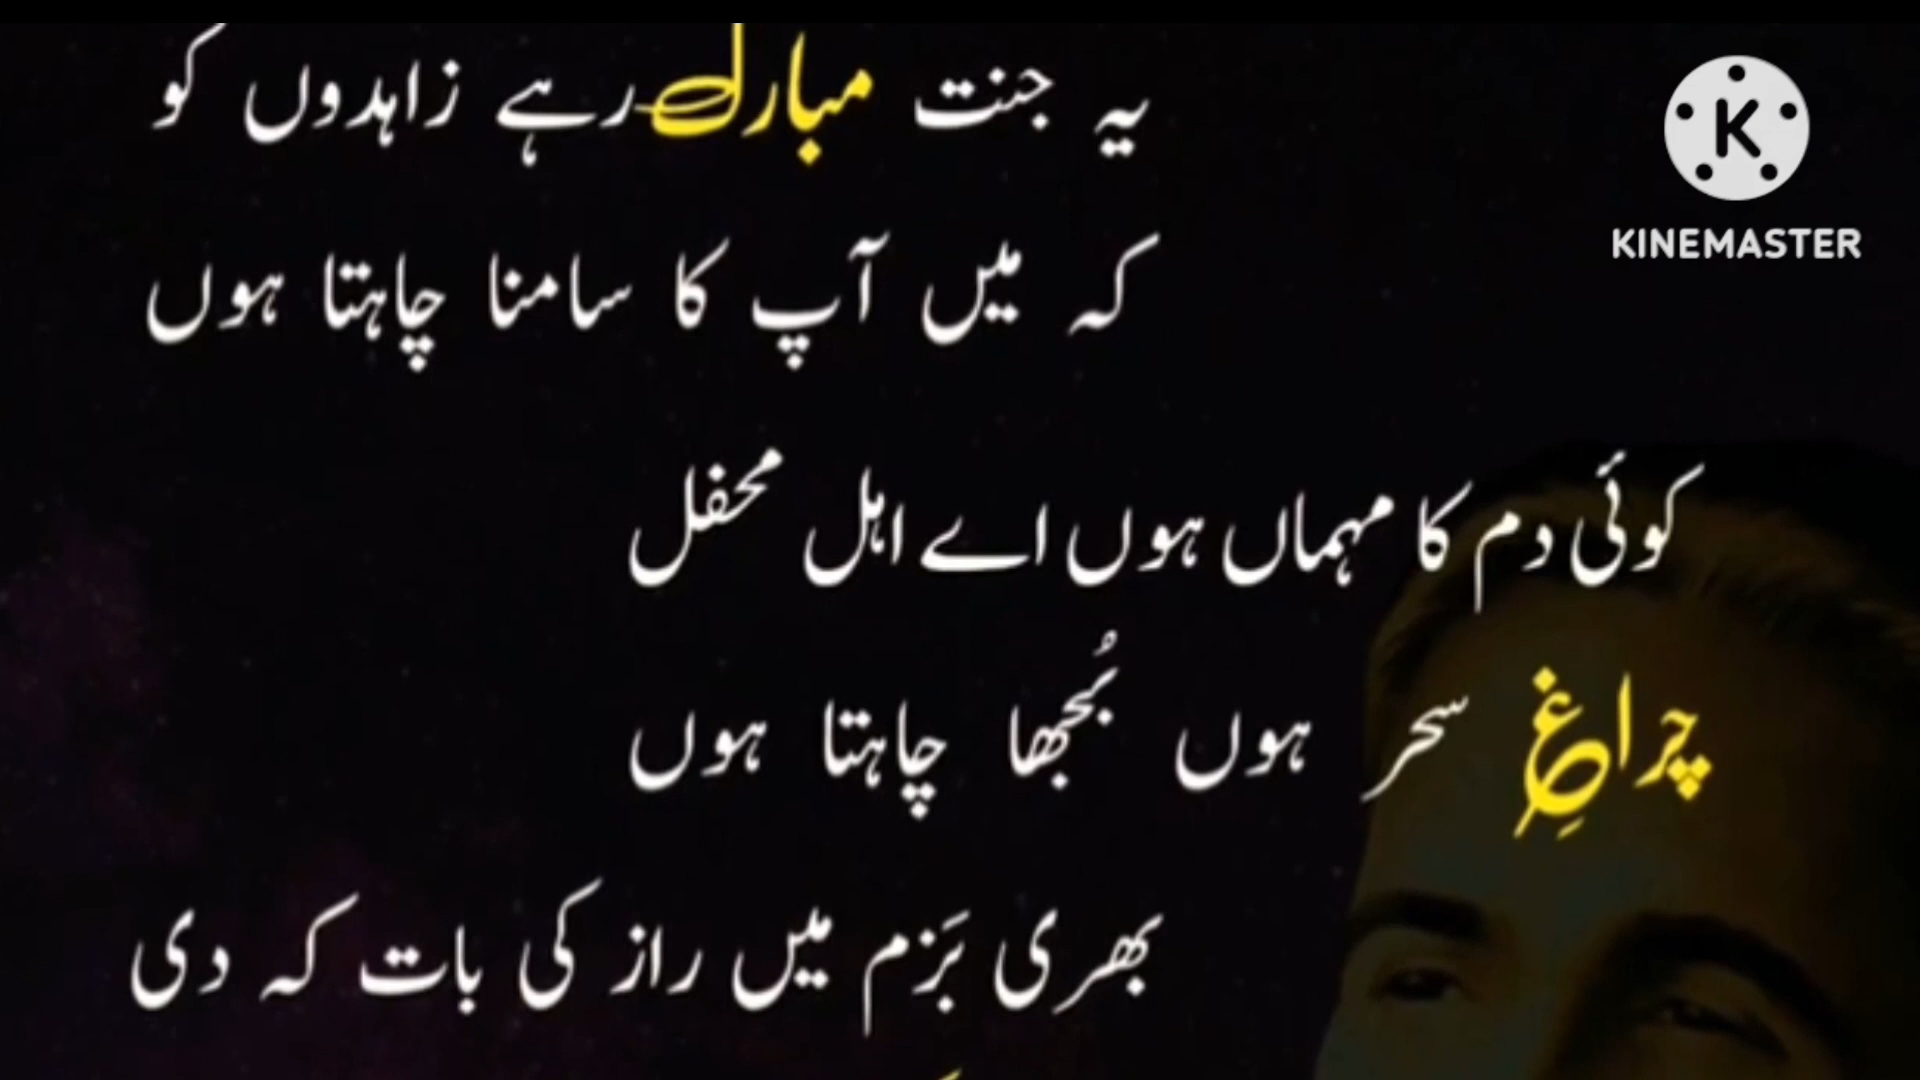 یہ جنت مبارک رہے زاہدوں کو
کہ میں آپ کا سامنا چاہتا ہوں
کوئی دم کا مہماں ہوں اے اہل محفل
چراغِ سحر ہوں بُجھا چاہتا ہوں
بھری بَزم میں راز کی بات کہ دی
K
KINEMASTER